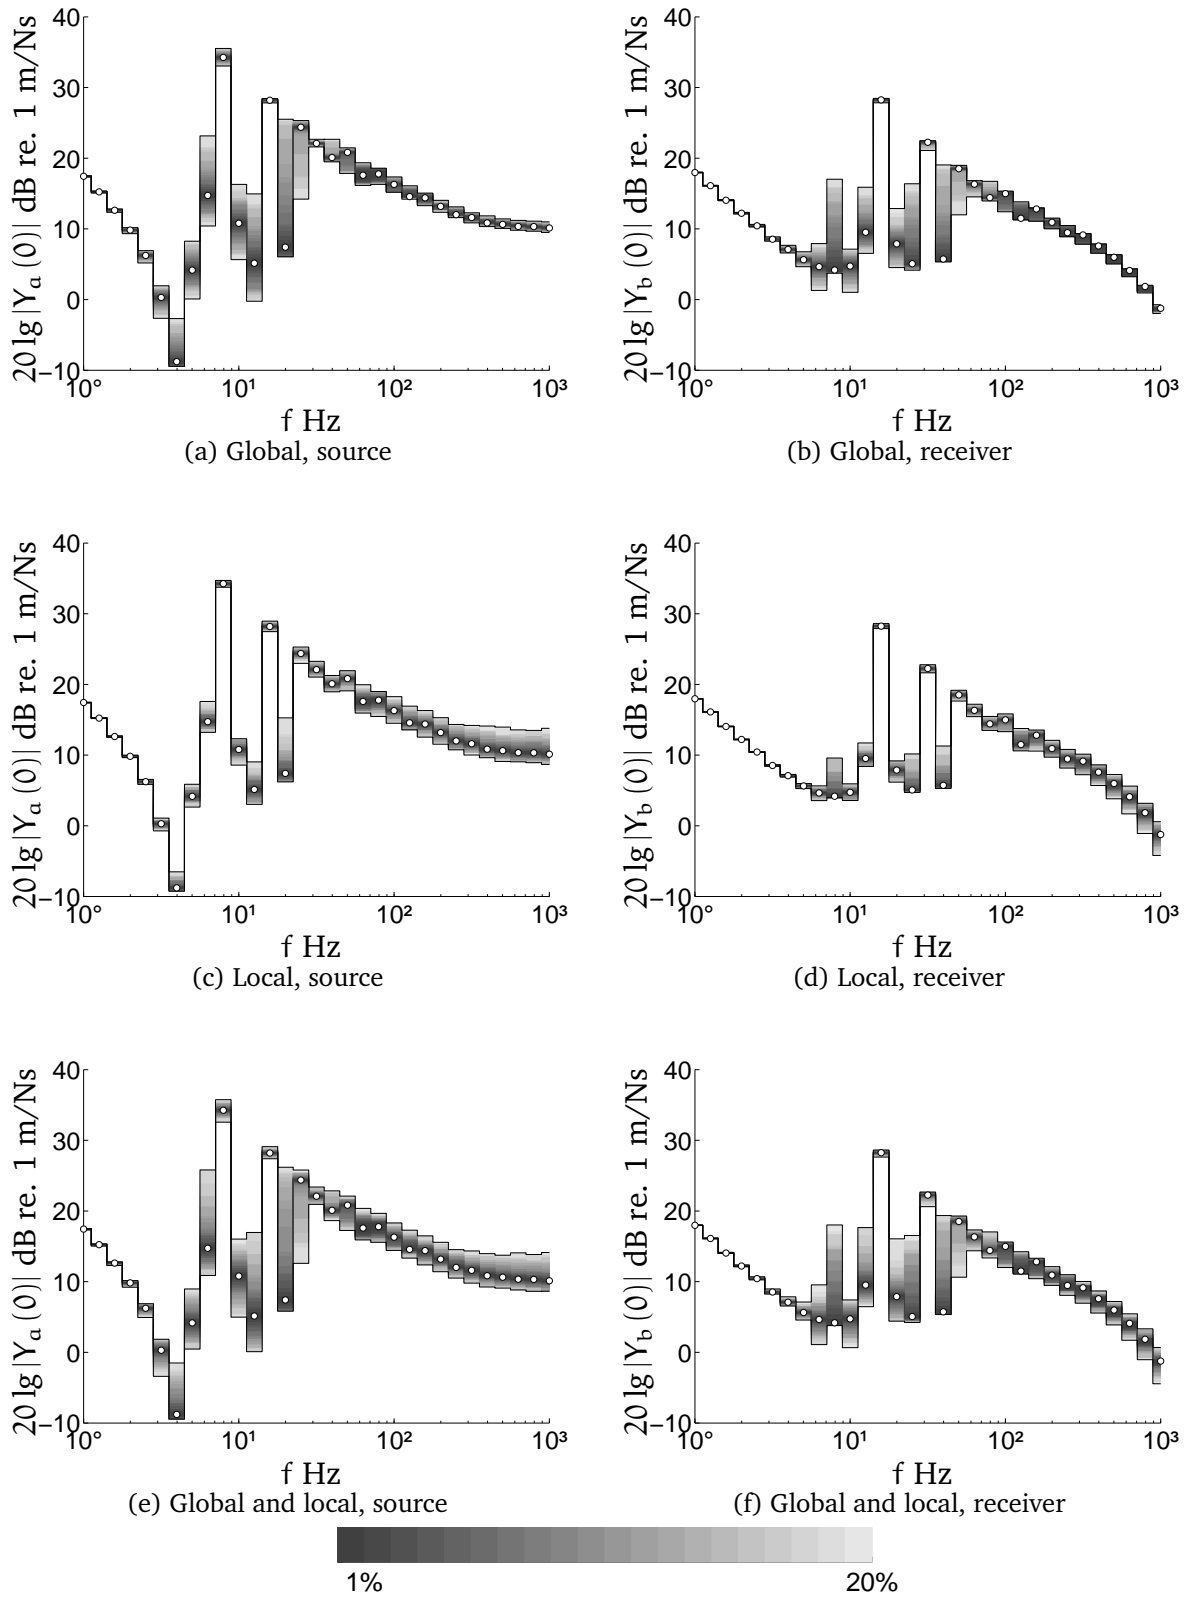 40
30
20
10
0
−10
20 lg |Yₐ (0)| dB re. 1 m/Ns
10° 10¹ 10² 10³
f Hz
(a) Global, source
40
30
20
10
0
−10
20 lg |Y_b (0)| dB re. 1 m/Ns
10° 10¹ 10² 10³
f Hz
(b) Global, receiver
40
30
20
10
0
−10
20 lg |Yₐ (0)| dB re. 1 m/Ns
10° 10¹ 10² 10³
f Hz
(c) Local, source
40
30
20
10
0
−10
20 lg |Y_b (0)| dB re. 1 m/Ns
10° 10¹ 10² 10³
f Hz
(d) Local, receiver
40
30
20
10
0
−10
20 lg |Yₐ (0)| dB re. 1 m/Ns
10° 10¹ 10² 10³
f Hz
(e) Global and local, source
40
30
20
10
0
−10
20 lg |Y_b (0)| dB re. 1 m/Ns
10° 10¹ 10² 10³
f Hz
(f) Global and local, receiver
1% 20%